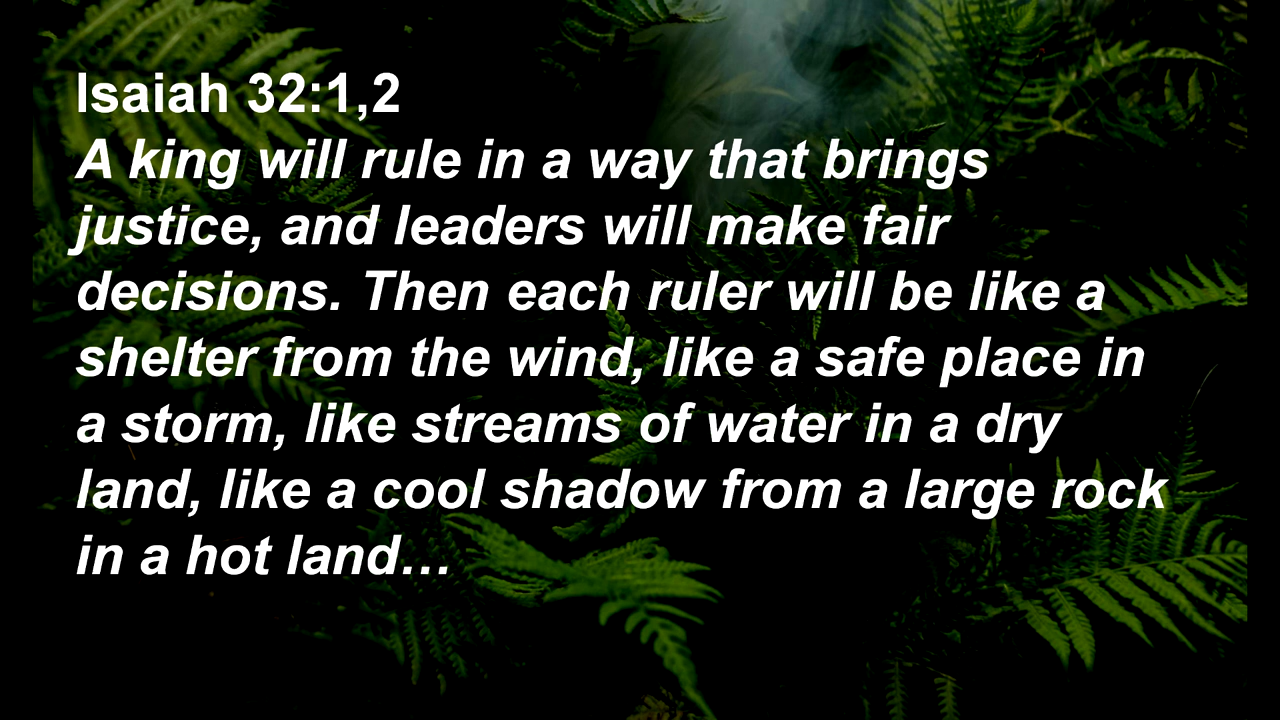 Isaiah 32:1,2
A king will rule in a way that brings
justice, and leaders will make fair
decisions. Then each ruler will be like a
shelter from the wind, like a safe place in
a storm, like streams of water in a dry
land, like a cool shadow from a large rock
in a hot land…